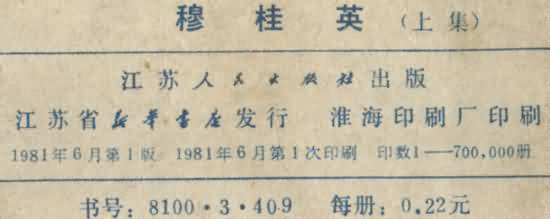 穆桂英（上集）
江苏人民出版社出版
江苏省新华书店发行 淮海印刷厂印刷
1981年6月第1版 1981年6月第1次印刷 印数1—700,000册
书号：8100·3·409 每册：0.22元